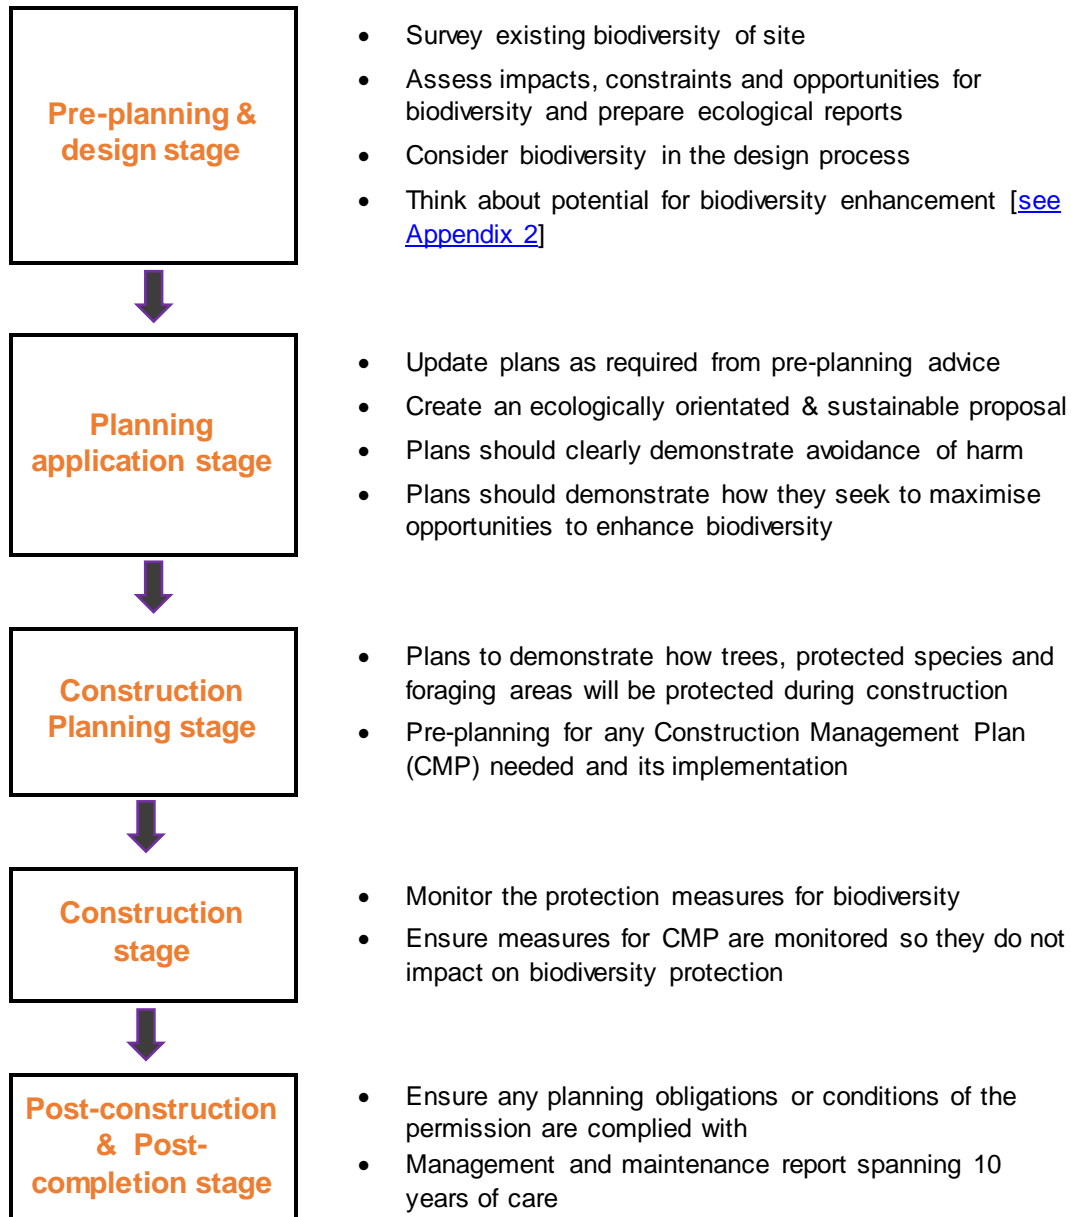 Pre-planning &
design stage
• Survey existing biodiversity of site
• Assess impacts, constraints and opportunities for
biodiversity and prepare ecological reports
• Consider biodiversity in the design process
• Think about potential for biodiversity enhancement [see
Appendix 2]
Planning
application stage
• Update plans as required from pre-planning advice
• Create an ecologically orientated & sustainable proposal
• Plans should clearly demonstrate avoidance of harm
• Plans should demonstrate how they seek to maximise
opportunities to enhance biodiversity
Construction
Planning stage
• Plans to demonstrate how trees, protected species and
foraging areas will be protected during construction
• Pre-planning for any Construction Management Plan
(CMP) needed and its implementation
Construction
stage
• Monitor the protection measures for biodiversity
• Ensure measures for CMP are monitored so they do not
impact on biodiversity protection
Post-construction
& Post-
completion stage
• Ensure any planning obligations or conditions of the
permission are complied with
• Management and maintenance report spanning 10
years of care